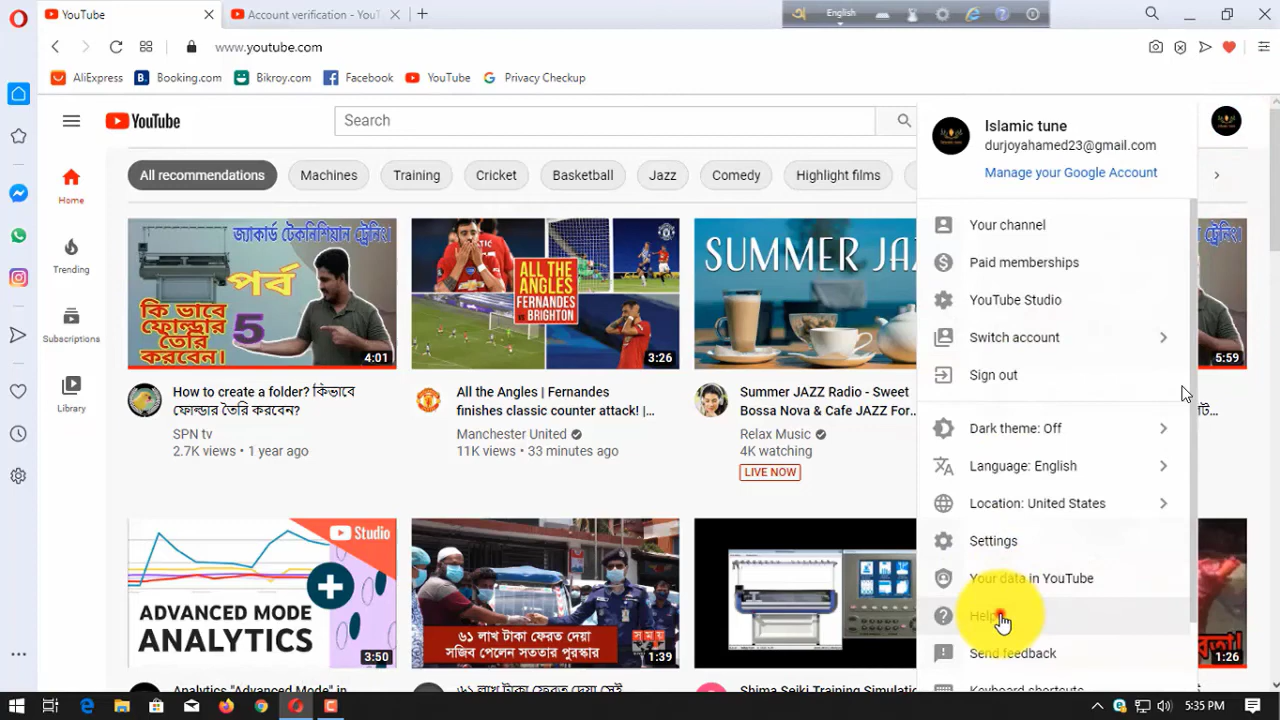 YouTube
Account verification - YouT
English
www.youtube.com
AliExpress
Booking.com
Bikroy.com
Facebook
YouTube
Privacy Checkup
YouTube
Search
Islamic tune
durjoyahamed23@gmail.com
Manage your Google Account
Home
Trending
Subscriptions
Library
All recommendations
Machines
Training
Cricket
Basketball
Jazz
Comedy
Highlight films
জ্যাকার্ড টেকনিশিয়ান ট্রেনিং।
পর্ব
5
কি ভাবে
ফোল্ডার
তৈরি
করবেন।
4:01
ALL THE
ANGLES
FERNANDES
vs
BRIGHTON
3:26
SUMMER JA
5:59
How to create a folder? কিভাবে
ফোল্ডার তৈরি করবেন?
SPN tv
2.7K views • 1 year ago
All the Angles | Fernandes
finishes classic counter attack! |...
Manchester United
11K views • 33 minutes ago
Summer JAZZ Radio - Sweet
Bossa Nova & Cafe JAZZ For...
Relax Music
4K watching
LIVE NOW
Your channel
Paid memberships
YouTube Studio
Switch account
Sign out
Dark theme: Off
Language: English
Location: United States
Settings
Your data in YouTube
Help
Send feedback
Keyboard shortcuts
Studio
ADVANCED MODE
ANALYTICS
3:50
৬১ লাখ টাকা ফেরত দেয়া
সজিব পেলেন সততার পুরস্কার
সময়
1:39
1:26
Analytics "Advanced Mode" in
৬১ লাখ টাকা ফেরত দেয়া সেই
Shima Seiki Training Simulatio
5:35 PM